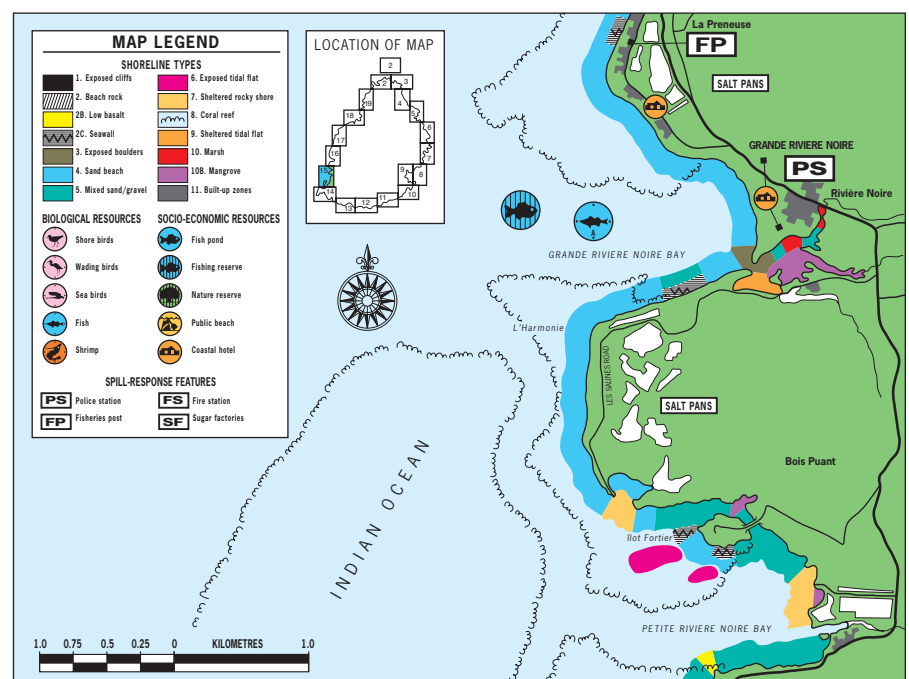 MAP LEGEND
SHORELINE TYPES
1. Exposed cliffs
2. Beach rock
2B. Low basalt
2C. Seawall
3. Exposed boulders
4. Sand beach
5. Mixed sand/gravel
6. Exposed tidal flat
7. Sheltered rocky shore
8. Coral reef
9. Sheltered tidal flat
10. Marsh
10B. Mangrove
11. Built-up zones
BIOLOGICAL RESOURCES
Shore birds
Wading birds
Sea birds
Fish
Shrimp
SOCIO-ECONOMIC RESOURCES
Fish pond
Fishing reserve
Nature reserve
Public beach
Coastal hotel
SPILL-RESPONSE FEATURES
PS Police station
FP Fisheries post
FS Fire station
SF Sugar factories
LOCATION OF MAP
2
2 3
19 4
18 5
17 6
16 7
15 9 8
14 10
13 12 11
La Preneuse
FP
SALT PANS
GRANDE RIVIERE NOIRE
PS
Rivière Noire
A
GRANDE RIVIERE NOIRE BAY
L'Harmonie
LES SALINES ROAD
SALT PANS
Bois Puant
INDIAN OCEAN
Ilot Fortier
PETITE RIVIERE NOIRE BAY
1.0 0.75 0.5 0.25 0 KILOMETRES 1.0